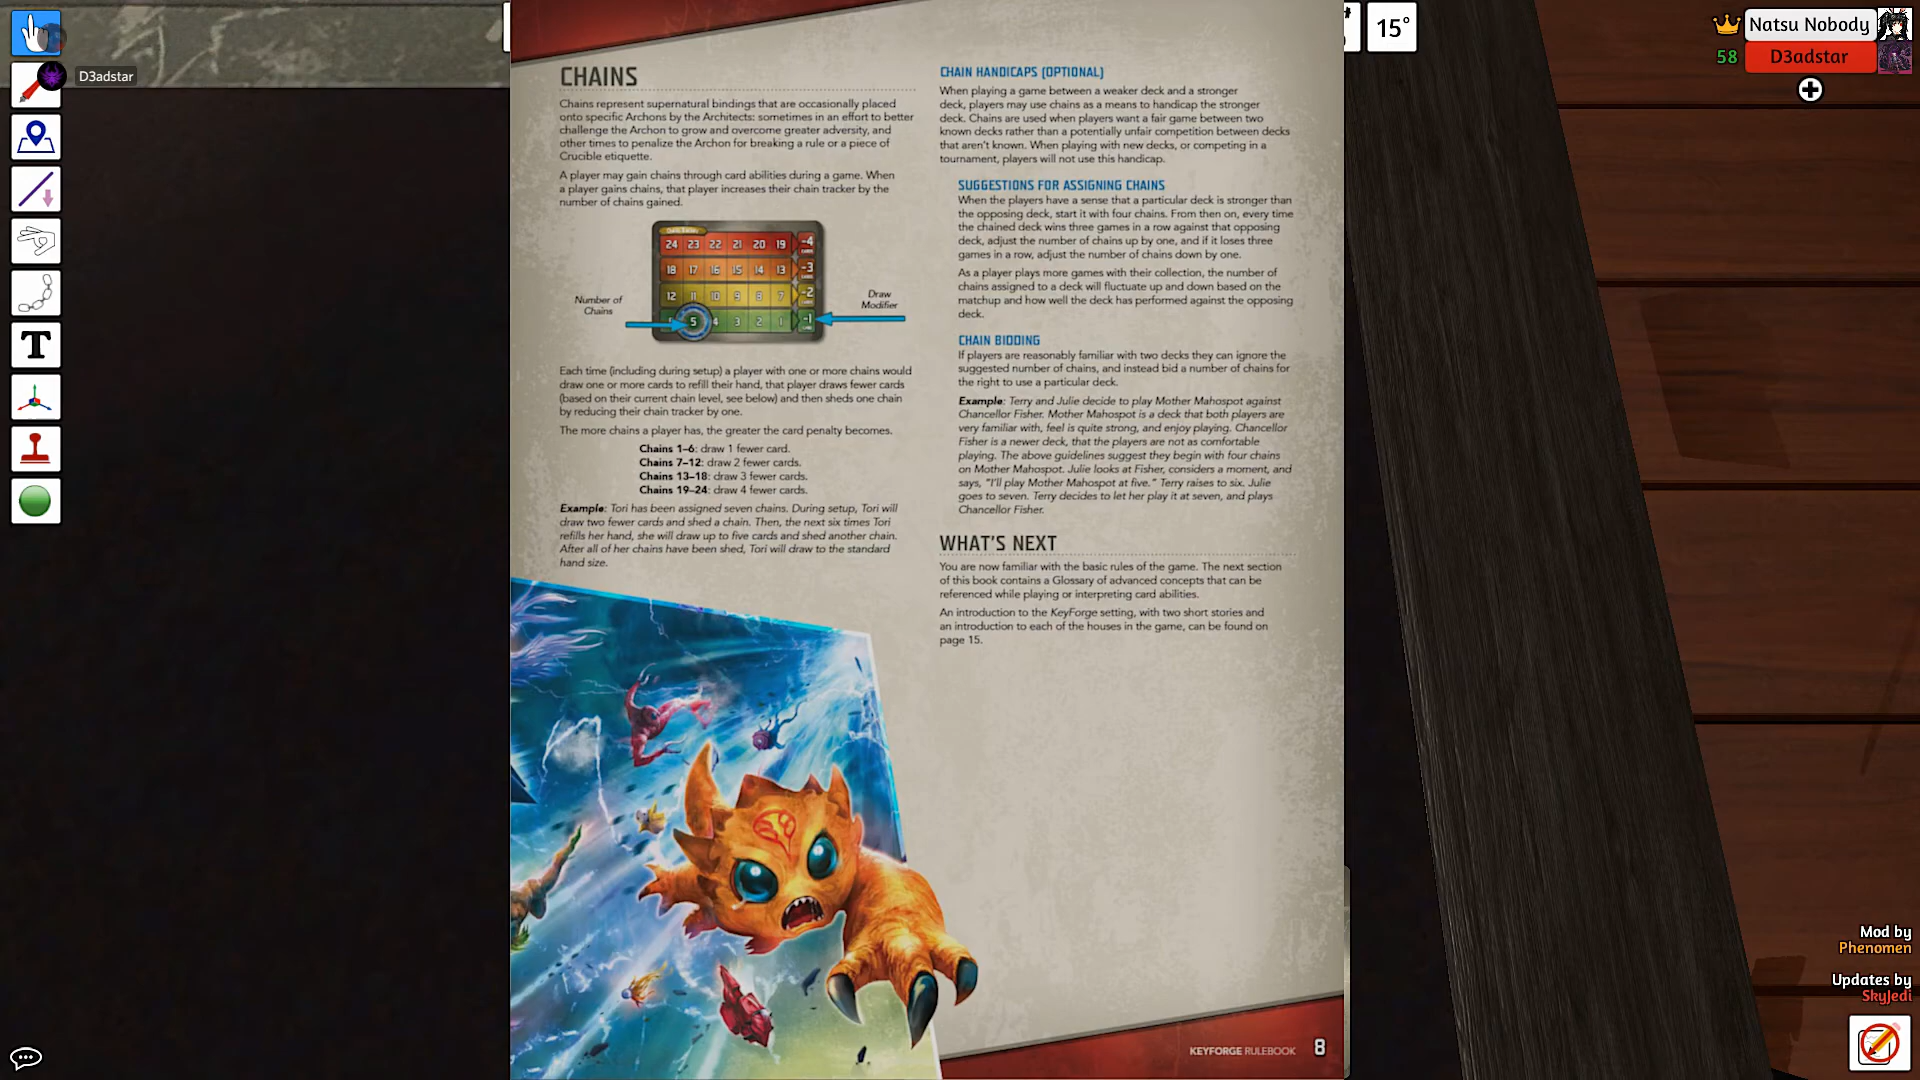 D3adstar
15°
Natsu Nobody
58
D3adstar
CHAINS
Chains represent supernatural bindings that are occasionally placed
onto specific Archons by the Architects: sometimes in an effort to better
challenge the Archon to grow and overcome greater adversity, and
other times to penalize the Archon for breaking a rule or a piece of
Crucible etiquette.
A player may gain chains through card abilities during a game. When
a player gains chains, that player increases their chain tracker by the
number of chains gained.
24 23 22 21 20 19 -4
18 17 16 15 14 13 -3
12 11 10 9 8 7 -2
5 4 3 2 1 -1
Number of
Chains
Draw
Modifier
Each time (including during setup) a player with one or more chains would
draw one or more cards to refill their hand, that player draws fewer cards
(based on their current chain level, see below) and then sheds one chain
by reducing their chain tracker by one.
The more chains a player has, the greater the card penalty becomes.
Chains 1–6: draw 1 fewer card.
Chains 7–12: draw 2 fewer cards.
Chains 13–18: draw 3 fewer cards.
Chains 19–24: draw 4 fewer cards.
Example: Tori has been assigned seven chains. During setup, Tori will
draw two fewer cards and shed a chain. Then, the next six times Tori
refills her hand, she will draw up to five cards and shed another chain.
After all of her chains have been shed, Tori will draw to the standard
hand size.
CHAIN HANDICAPS (OPTIONAL)
When playing a game between a weaker deck and a stronger
deck, players may use chains as a means to handicap the stronger
deck. Chains are used when players want a fair game between two
known decks rather than a potentially unfair competition between decks
that aren't known. When playing with new decks, or competing in a
tournament, players will not use this handicap.
SUGGESTIONS FOR ASSIGNING CHAINS
When the players have a sense that a particular deck is stronger than
the opposing deck, start it with four chains. From then on, every time
the chained deck wins three games in a row against that opposing
deck, adjust the number of chains up by one, and if it loses three
games in a row, adjust the number of chains down by one.
As a player plays more games with their collection, the number of
chains assigned to a deck will fluctuate up and down based on the
matchup and how well the deck has performed against the opposing
deck.
CHAIN BIDDING
If players are reasonably familiar with two decks they can ignore the
suggested number of chains, and instead bid a number of chains for
the right to use a particular deck.
Example: Terry and Julie decide to play Mother Mahospot against
Chancellor Fisher. Mother Mahospot is a deck that both players are
very familiar with, feel is quite strong, and enjoy playing. Chancellor
Fisher is a newer deck, that the players are not as comfortable
playing. The above guidelines suggest they begin with four chains
on Mother Mahospot. Julie looks at Fisher, considers a moment, and
says, "I'll play Mother Mahospot at five." Terry raises to six. Julie
goes to seven. Terry decides to let her play it at seven, and plays
Chancellor Fisher.
WHAT'S NEXT
You are now familiar with the basic rules of the game. The next section
of this book contains a Glossary of advanced concepts that can be
referenced while playing or interpreting card abilities.
An introduction to the KeyForge setting, with two short stories and
an introduction to each of the houses in the game, can be found on
page 15.
KEYFORGE RULEBOOK 8
T
Mod by
Phenomen
Updates by
SkyJedi